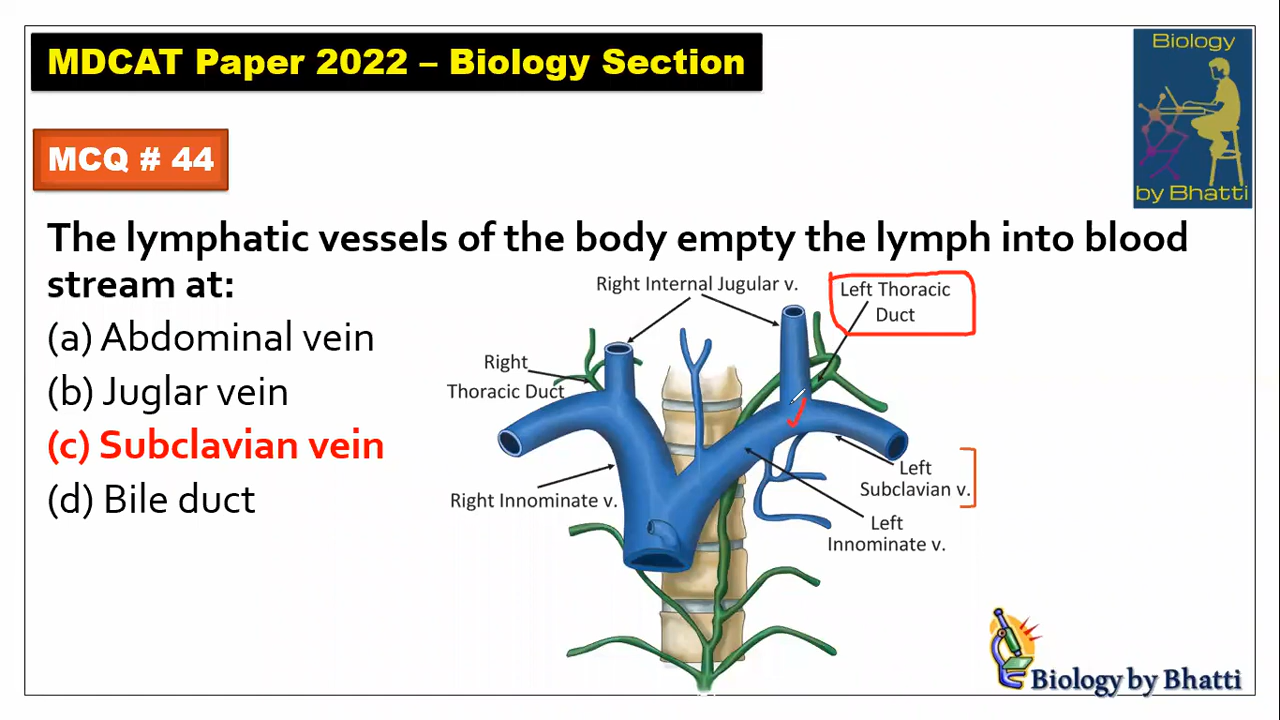 MDCAT Paper 2022 – Biology Section
Biology
by Bhatti
MCQ # 44
The lymphatic vessels of the body empty the lymph into blood
stream at:
(a) Abdominal vein
(b) Juglar vein
(c) Subclavian vein
(d) Bile duct
Right Internal Jugular v.
Left Thoracic
Duct
Right
Thoracic Duct
Right Innominate v.
Left
Subclavian v.
Left
Innominate v.
Biology by Bhatti